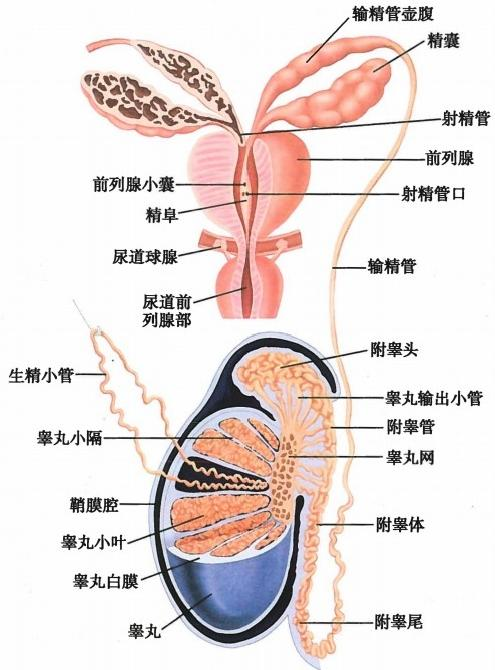 输精管壶腹
精囊
射精管
前列腺
前列腺小囊
射精管口
精阜
尿道球腺
输精管
尿道前
列腺部
附睾头
生精小管
睾丸输出小管
附睾管
睾丸小隔
睾丸网
鞘膜腔
附睾体
睾丸小叶
睾丸白膜
附睾尾
睾丸